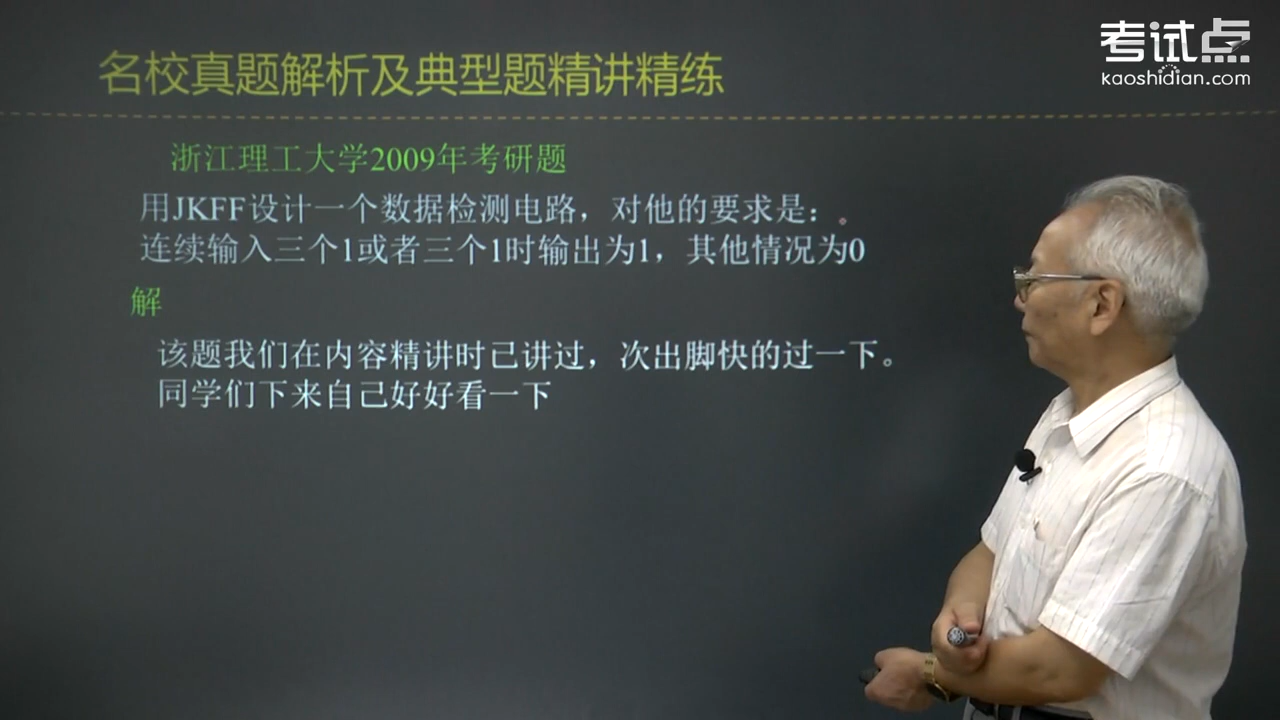 考试点
kaoshidian.com
名校真题解析及典型题精讲精练
浙江理工大学2009年考研题
用JKFF设计一个数据检测电路，对他的要求是：
连续输入三个1或者三个1时输出为1，其他情况为0
解
该题我们在内容精讲时已讲过，次出脚快的过一下。
同学们下来自己好好看一下